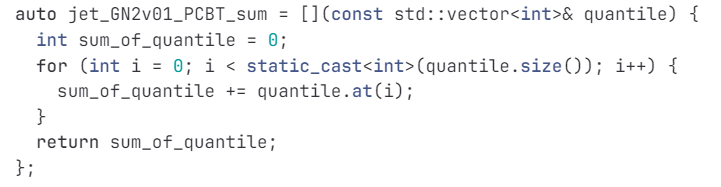 auto jet_GN2v01_PCBT_sum = [](const std::vector<int>& quantile) {
  int sum_of_quantile = 0;
  for (int i = 0; i < static_cast<int>(quantile.size()); i++) {
    sum_of_quantile += quantile.at(i);
  }
  return sum_of_quantile;
};